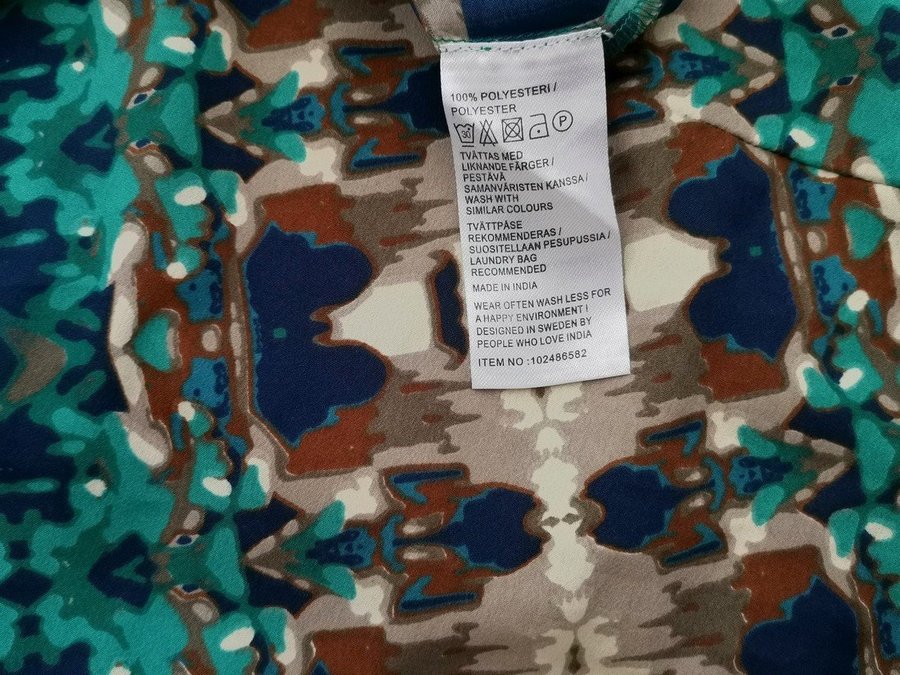 100% POLYESTERI /
POLYESTER
30 P
TVÄTTAS MED
LIKNANDE FÄRGER /
PESTÄVÄ
SAMANVÄRISTEN KANSSA /
WASH WITH
SIMILAR COLOURS
TVÄTTPÅSE
REKOMMENDERAS /
SUOSITELLAAN PESUPUSSIA /
LAUNDRY BAG
RECOMMENDED
MADE IN INDIA
WEAR OFTEN WASH LESS FOR
A HAPPY ENVIRONMENT !
DESIGNED IN SWEDEN BY
PEOPLE WHO LOVE INDIA
ITEM NO :102486582